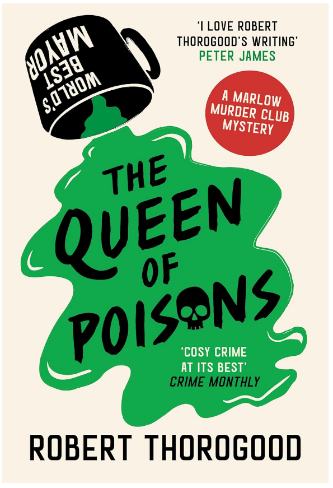 'I LOVE ROBERT
THOROGOOD'S WRITING'
PETER JAMES
WORLD'S
BEST
MAYOR
A MARLOW
MURDER CLUB
MYSTERY
THE
QUEEN
OF
POISONS
'COSY CRIME
AT ITS BEST'
CRIME MONTHLY
ROBERT THOROGOOD